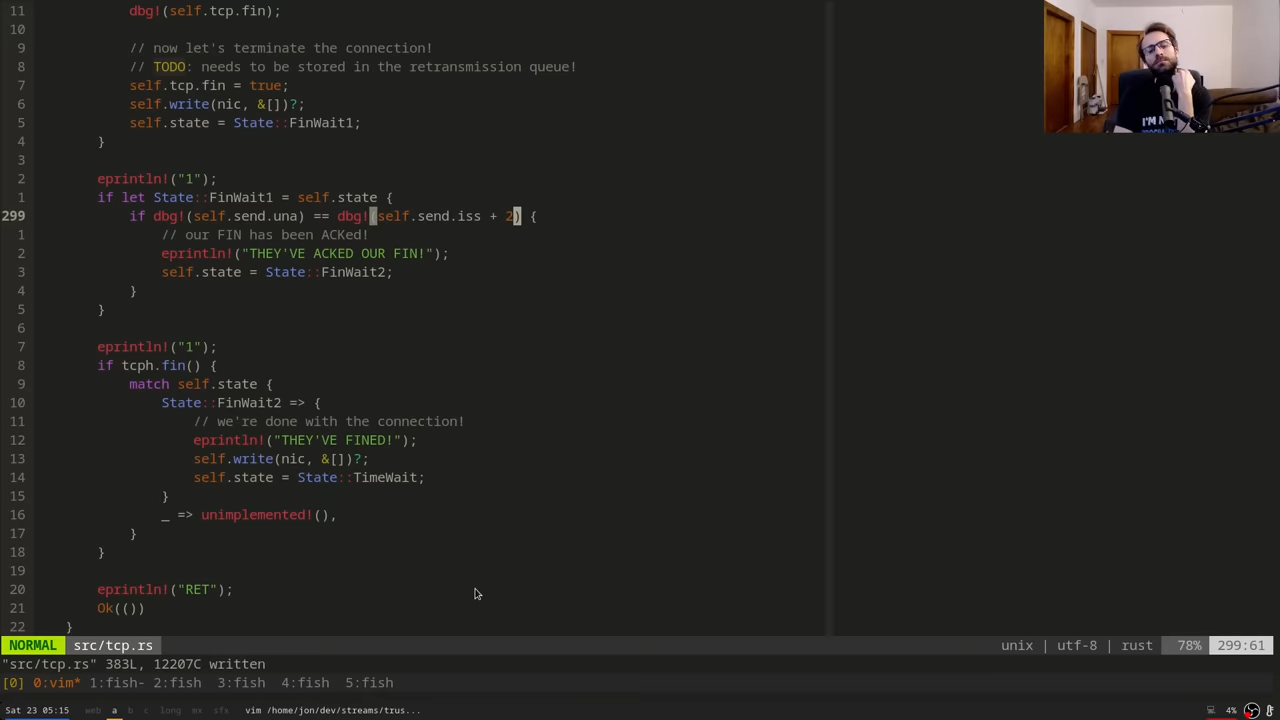 11 dbg!(self.tcp.fin);
10
9 // now let's terminate the connection!
8 // TODO: needs to be stored in the retransmission queue!
7 self.tcp.fin = true;
6 self.write(nic, &[])?;
5 self.state = State::FinWait1;
4 }
3
2 eprintln!("1");
1 if let State::FinWait1 = self.state {
299 if dbg!(self.send.una) == dbg!(self.send.iss + 2) {
1 // our FIN has been ACKed!
2 eprintln!("THEY'VE ACKED OUR FIN!");
3 self.state = State::FinWait2;
4 }
5 }
6
7 eprintln!("1");
8 if tcph.fin() {
9 match self.state {
10 State::FinWait2 => {
11 // we're done with the connection!
12 eprintln!("THEY'VE FINED!");
13 self.write(nic, &[])?;
14 self.state = State::TimeWait;
15 }
16 _ => unimplemented!(),
17 }
18 }
19
20 eprintln!("RET");
21 Ok(())
22 }
NORMAL src/tcp.rs unix | utf-8 | rust 78% 299:61
"src/tcp.rs" 383L, 12207C written
[0] 0:vim* 1:fish- 2:fish 3:fish 4:fish 5:fish
Sat 23 05:15 web a b c long mx sfx vim /home/jon/dev/streams/trus... 4%
I'M N